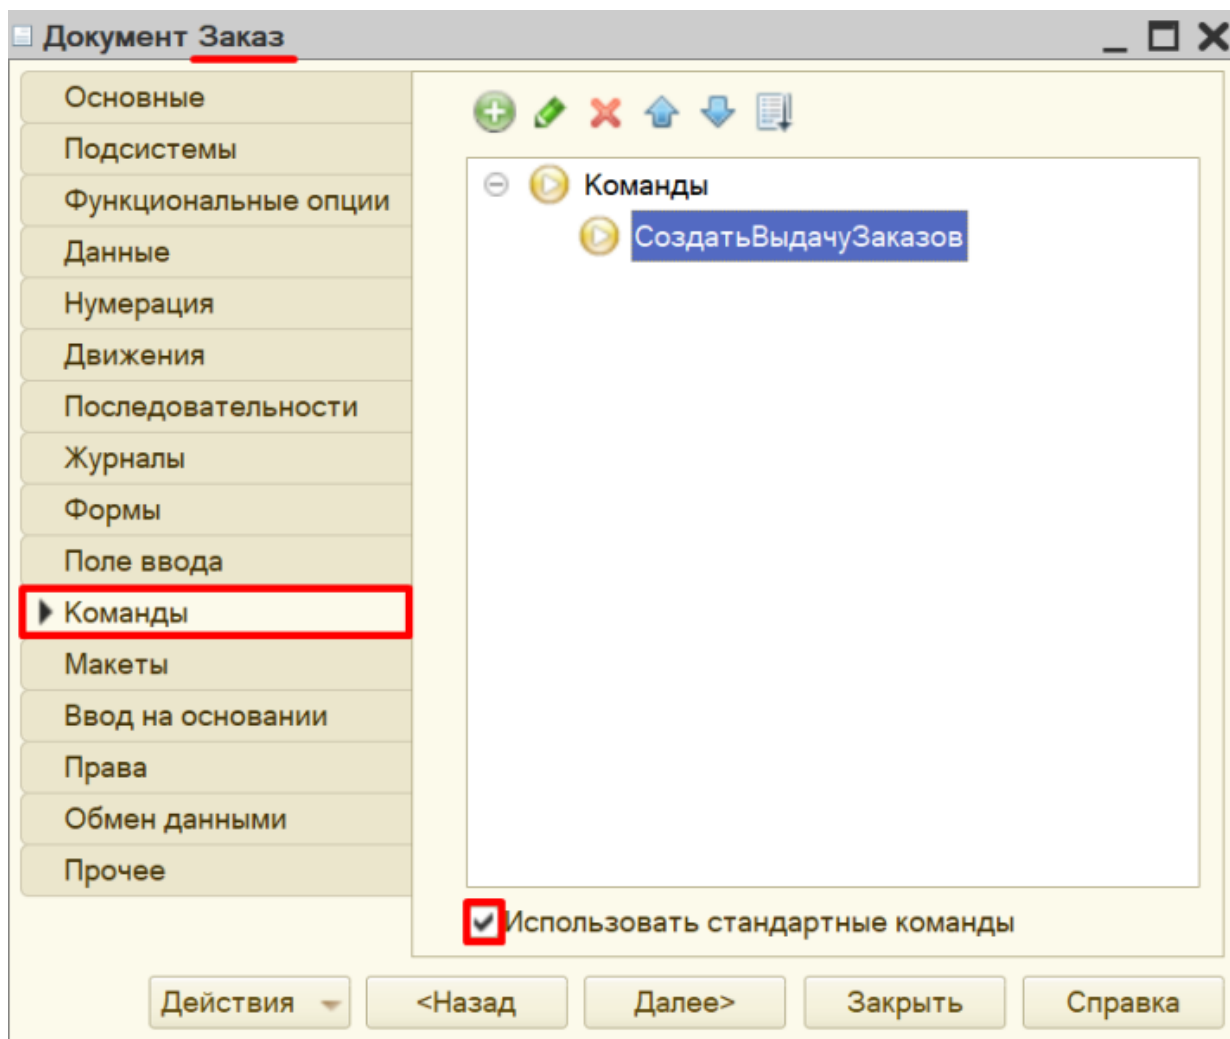 Документ Заказ
Основные
Подсистемы
Функциональные опции
Данные
Нумерация
Движения
Последовательности
Журналы
Формы
Поле ввода
Команды
Макеты
Ввод на основании
Права
Обмен данными
Прочее
Команды
СоздатьВыдачуЗаказов
Использовать стандартные команды
Действия
<Назад
Далее>
Закрыть
Справка